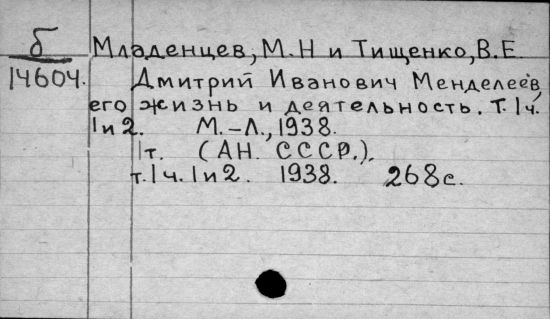 б Младенцев, М.Н и Тищенко, В.Е.
14604. Дмитрий Иванович Менделеев,
его жизнь и деятельность. Т.1 ч.
1 и 2. М.-Л., 1938.
1т. (АН. СССР.).
т.1 ч. 1 и 2. 1938. 268с.